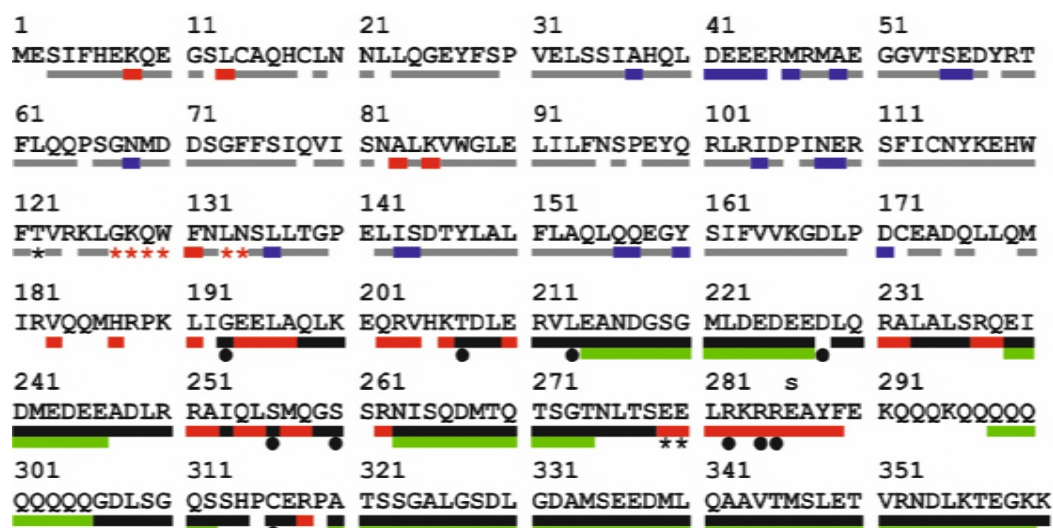 1 11 21 31 41 51
MESIFHEKQE GSLCAQHCLN NLLQGEYFSP VELSSIAHQL DEEERMRMAE GGVTSEDYRT
61 71 81 91 101 111
FLQQPSGNMD DSGFFSIQVI SNALKVWGLE LILFNSPEYQ RLRIDPINER SFICNYKEHW
121 131 141 151 161 171
FTVRKLGKQW FNLNSLLTGP ELISDTYLAL FLAQLQQEGY SIFVVKGDLP DCEADQLLQM
* **** **
181 191 201 211 221 231
IRVQQMHRPK LIGEELAQLK EQRVHKTDLE RVLEANDGSG MLDEDEEDLQ RALALSRQEI
241 251 261 271 281 s 291
DMEDEEADLR RAIQLSMQGS SRNISQDMTQ TSGTNLTSEE LRKRREAYFE KQQQKQQQQQ
**
301 311 321 331 341 351
QQQQQGDLSG QSSHPCERPA TSSGALGSDL GDAMSEEDML QAAVTMSLET VRNDLKTEGKK